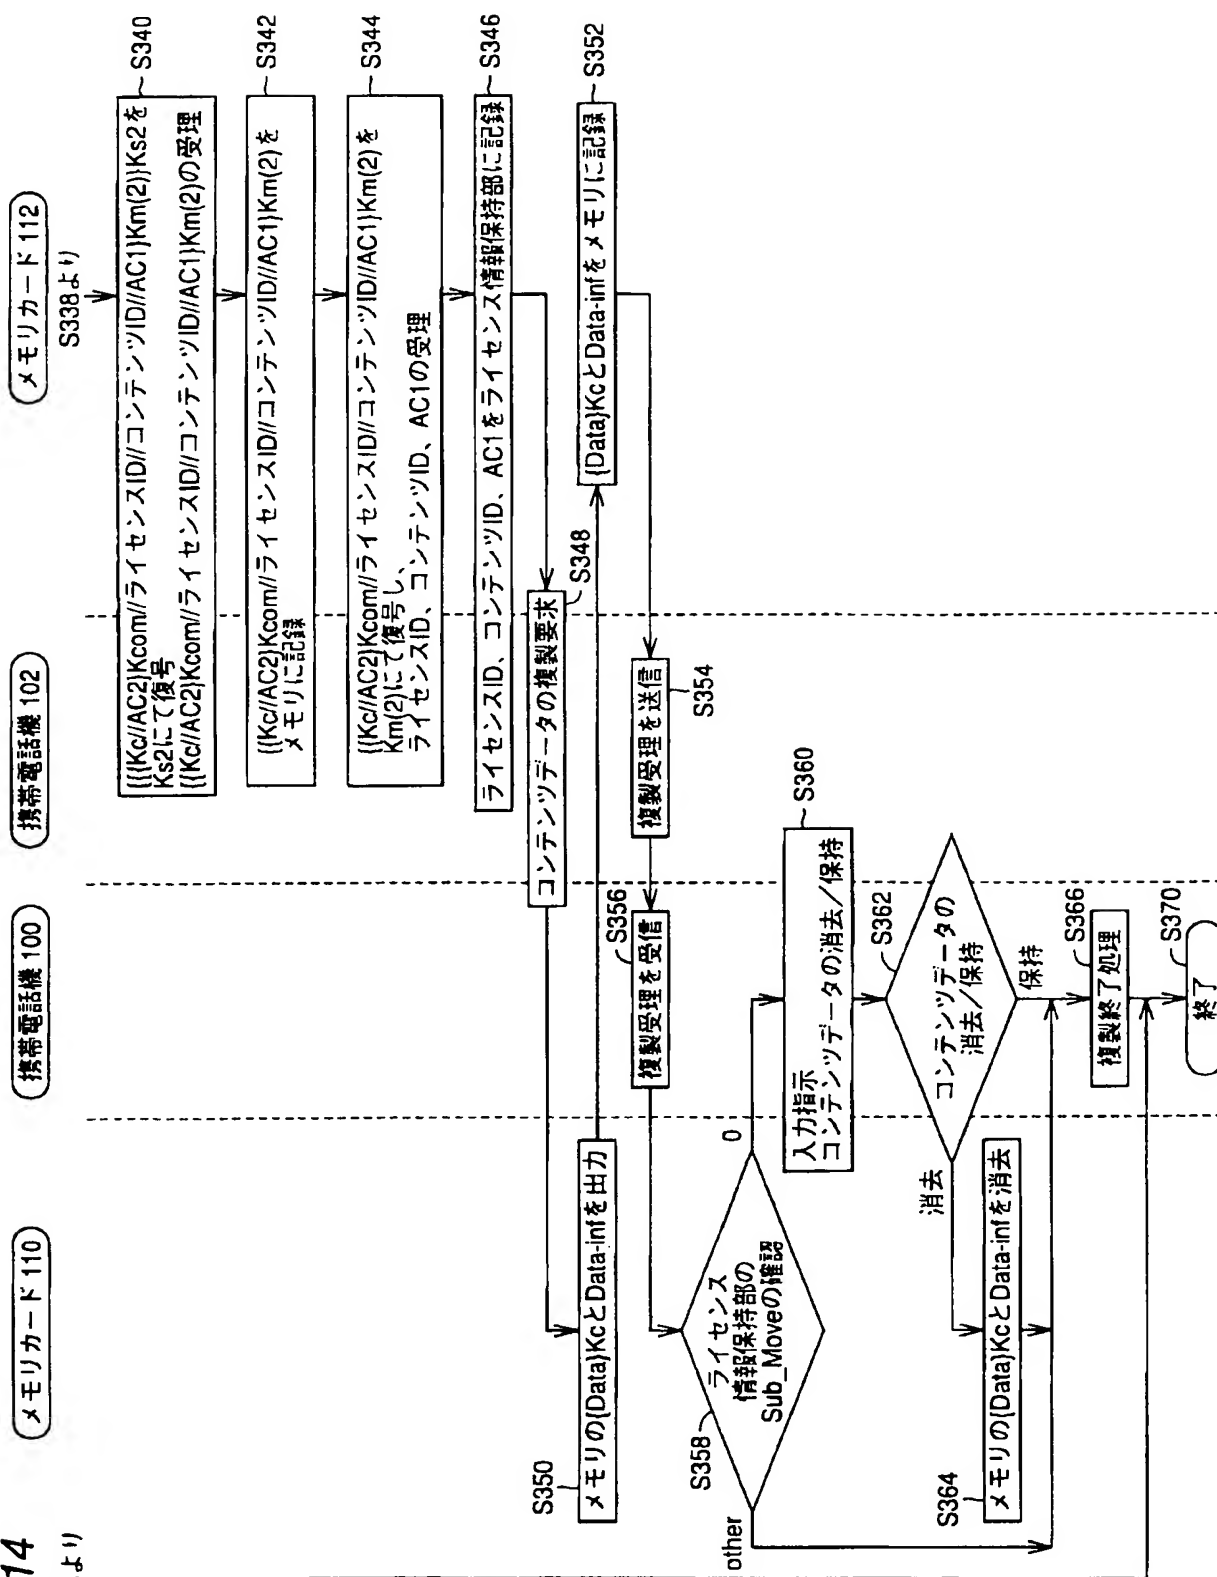 14
より
メモリカード 110
携帯電話機 100
携帯電話機 102
メモリカード 112
S338より
S340
{{{Kc//AC2}Kcom//ライセンスID//コンテンツID//AC1}Km(2)}Ks2を
Ks2にて復号
{{Kc//AC2}Kcom//ライセンスID//コンテンツID//AC1}Km(2)の受理
S342
{{Kc//AC2}Kcom//ライセンスID//コンテンツID//AC1}Km(2)を
メモリに記録
S344
{{Kc//AC2}Kcom//ライセンスID//コンテンツID//AC1}Km(2)を
Km(2)にて復号し、
ライセンスID、コンテンツID、AC1の受理
S346
ライセンスID、コンテンツID、AC1をライセンス情報保持部に記録
S348
コンテンツデータの複製要求
S350
メモリの{Data}KcとData-infを出力
S352
{Data}KcとData-infをメモリに記録
S354
複製受理を送信
S356
複製受理を受信
S358
ライセンス
情報保持部の
Sub_Moveの確認
0
other
S360
入力指示
コンテンツデータの消去/保持
S362
コンテンツデータの
消去/保持
消去
保持
S364
メモリの{Data}KcとData-infを消去
S366
複製終了処理
S370
終了